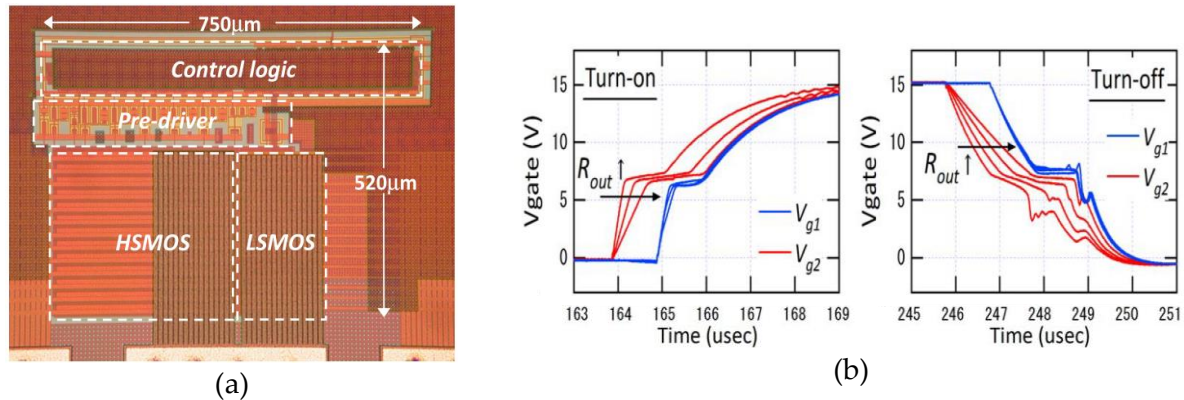 750μm
Control logic
Pre-driver
520μm
HSMOS
LSMOS
(a)
Vgate (V)
15
10
5
0
Turn-on
Rout ↑
Vg1
Vg2
163 164 165 166 167 168 169
Time (usec)
Vgate (V)
15
10
5
0
Turn-off
Rout ↑
Vg1
Vg2
245 246 247 248 249 250 251
Time (usec)
(b)